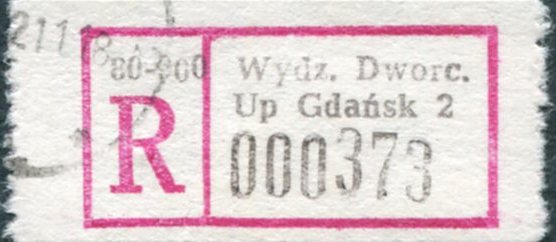 80-900
R
Wydz. Dworc.
Up Gdańsk 2
000373